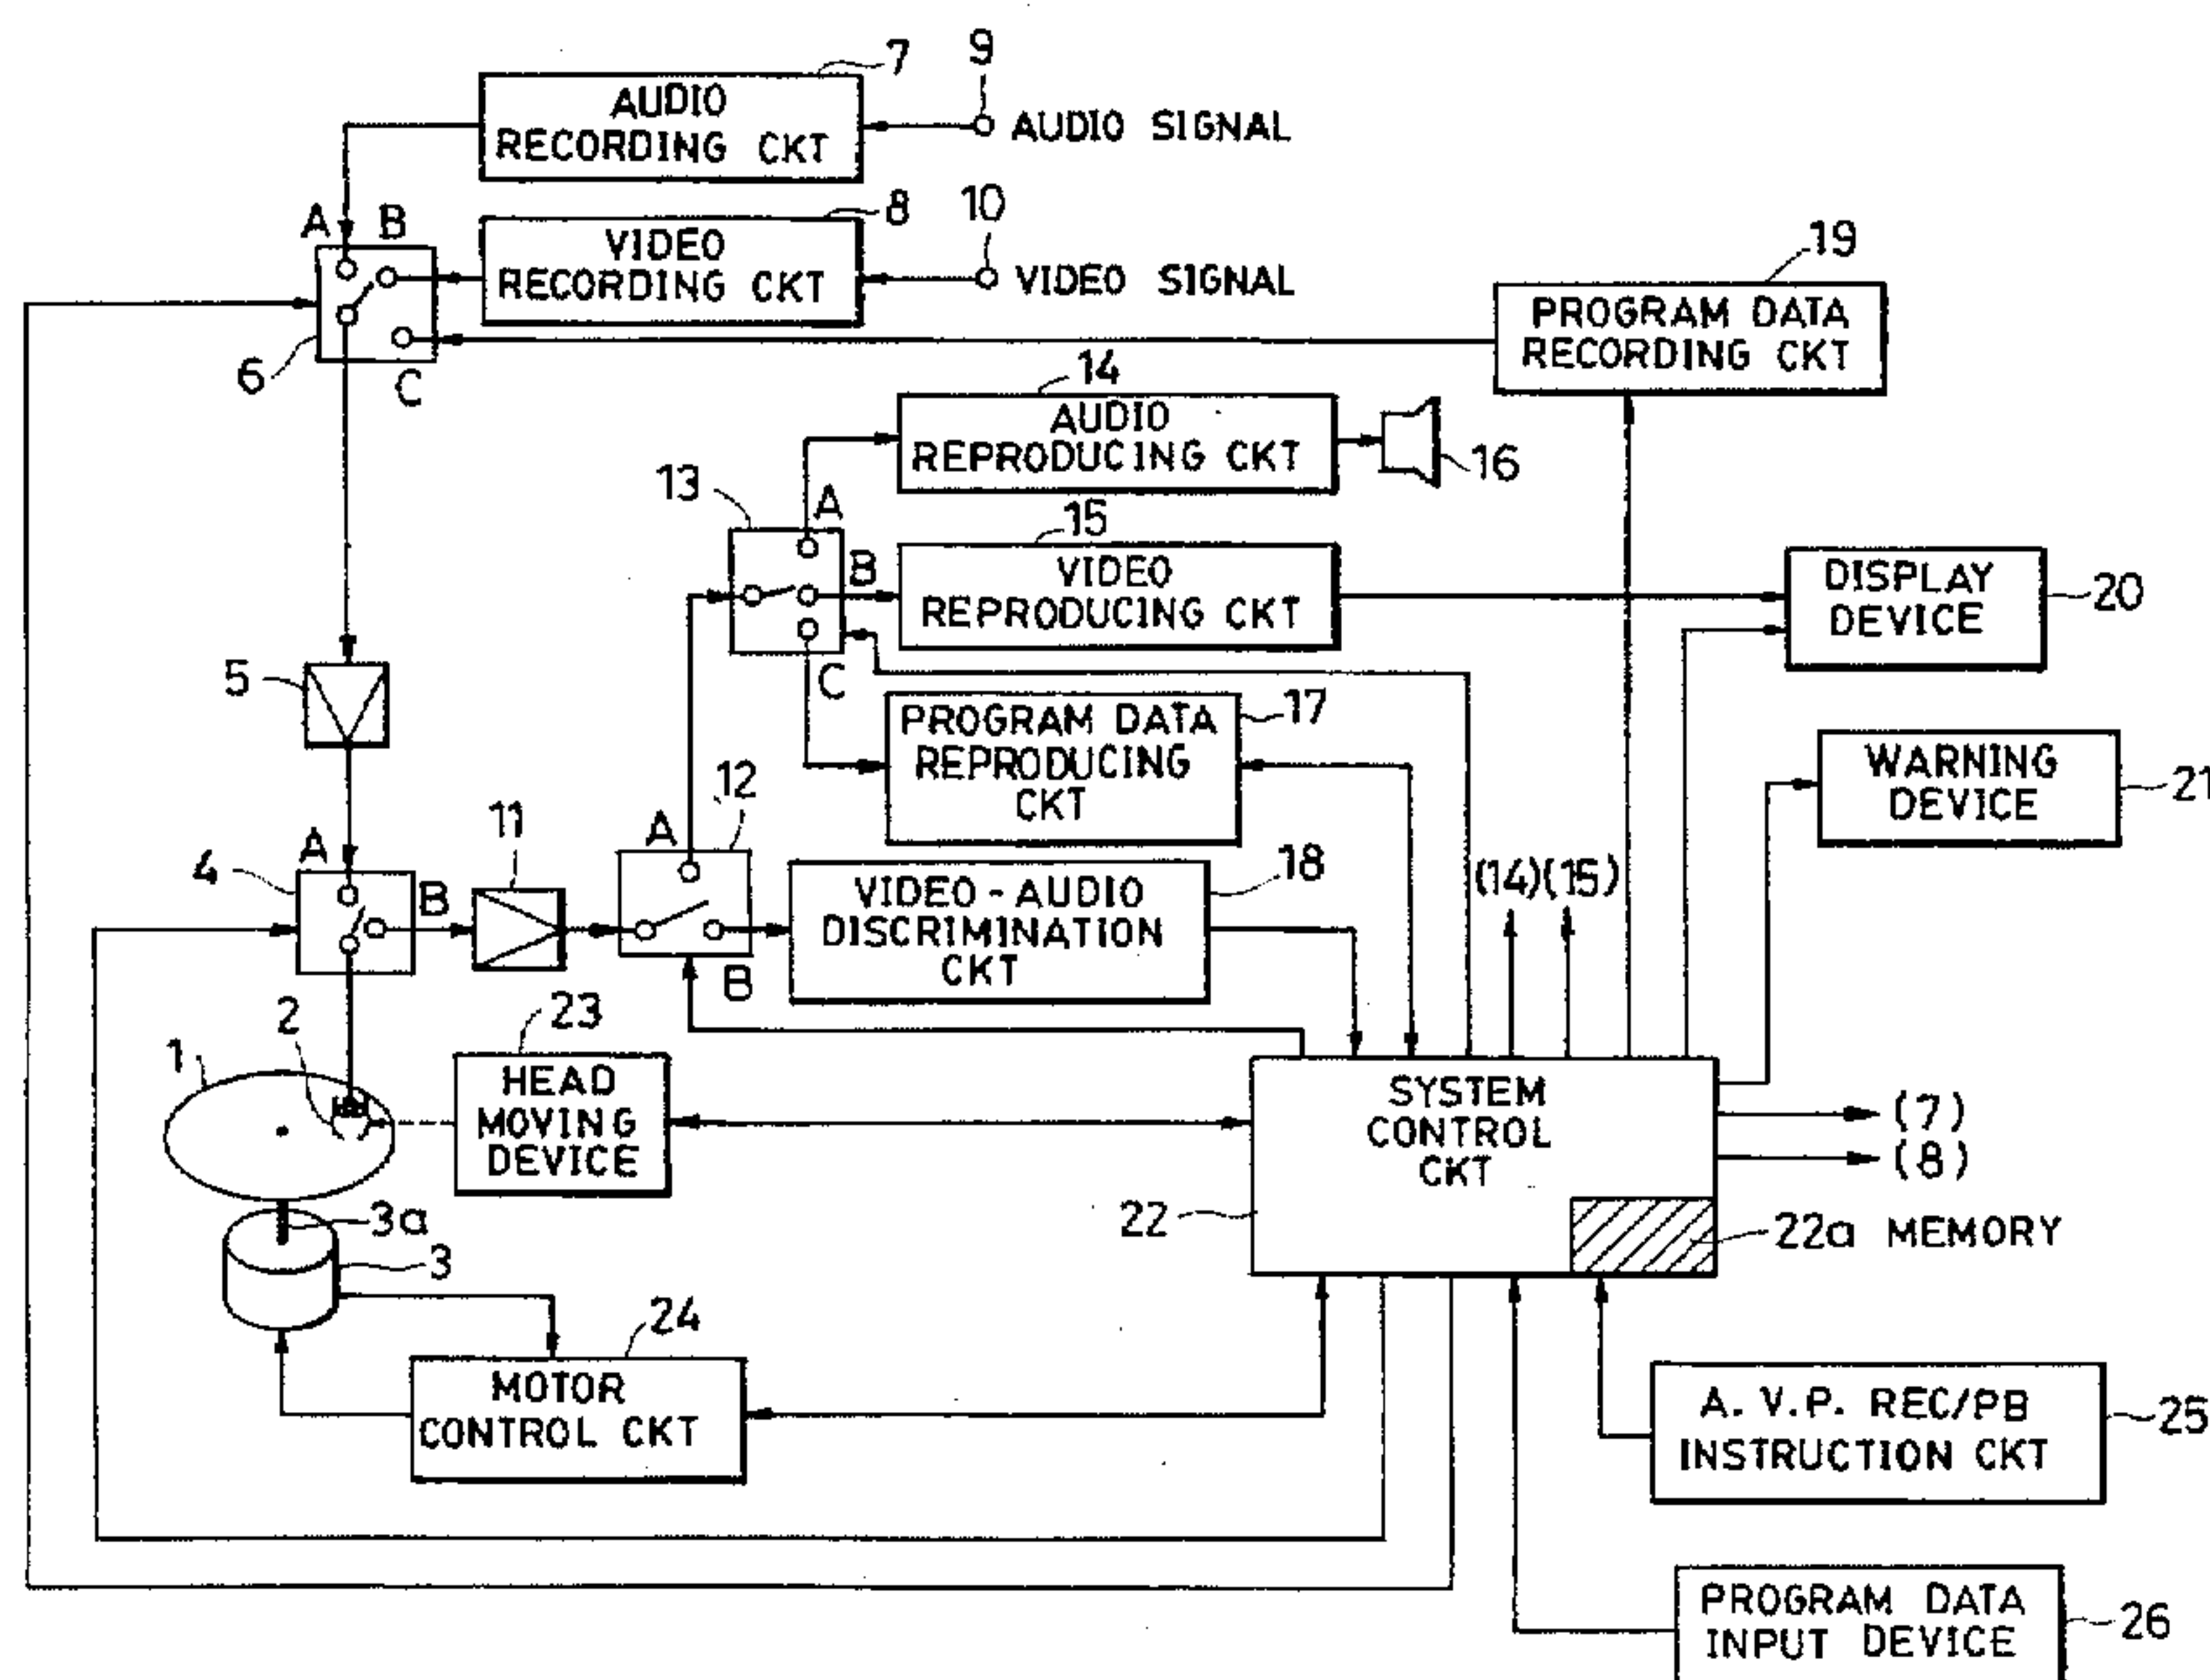 7
9
AUDIO
RECORDING CKT
AUDIO SIGNAL
8
10
A
B
VIDEO
RECORDING CKT
VIDEO SIGNAL
19
PROGRAM DATA
RECORDING CKT
6
C
14
AUDIO
REPRODUCING CKT
16
13
A
15
B
VIDEO
REPRODUCING CKT
DISPLAY
DEVICE
20
5
C
PROGRAM DATA
REPRODUCING
CKT
17
WARNING
DEVICE
21
12
11
A
A
4
B
VIDEO - AUDIO
DISCRIMINATION
CKT
18
(14)(15)
B
2
23
1
HEAD
MOVING
DEVICE
SYSTEM
CONTROL
CKT
(7)
(8)
22
3a
22a MEMORY
3
24
MOTOR
CONTROL CKT
A. V. P. REC/PB
INSTRUCTION CKT
25
PROGRAM DATA
INPUT DEVICE
26